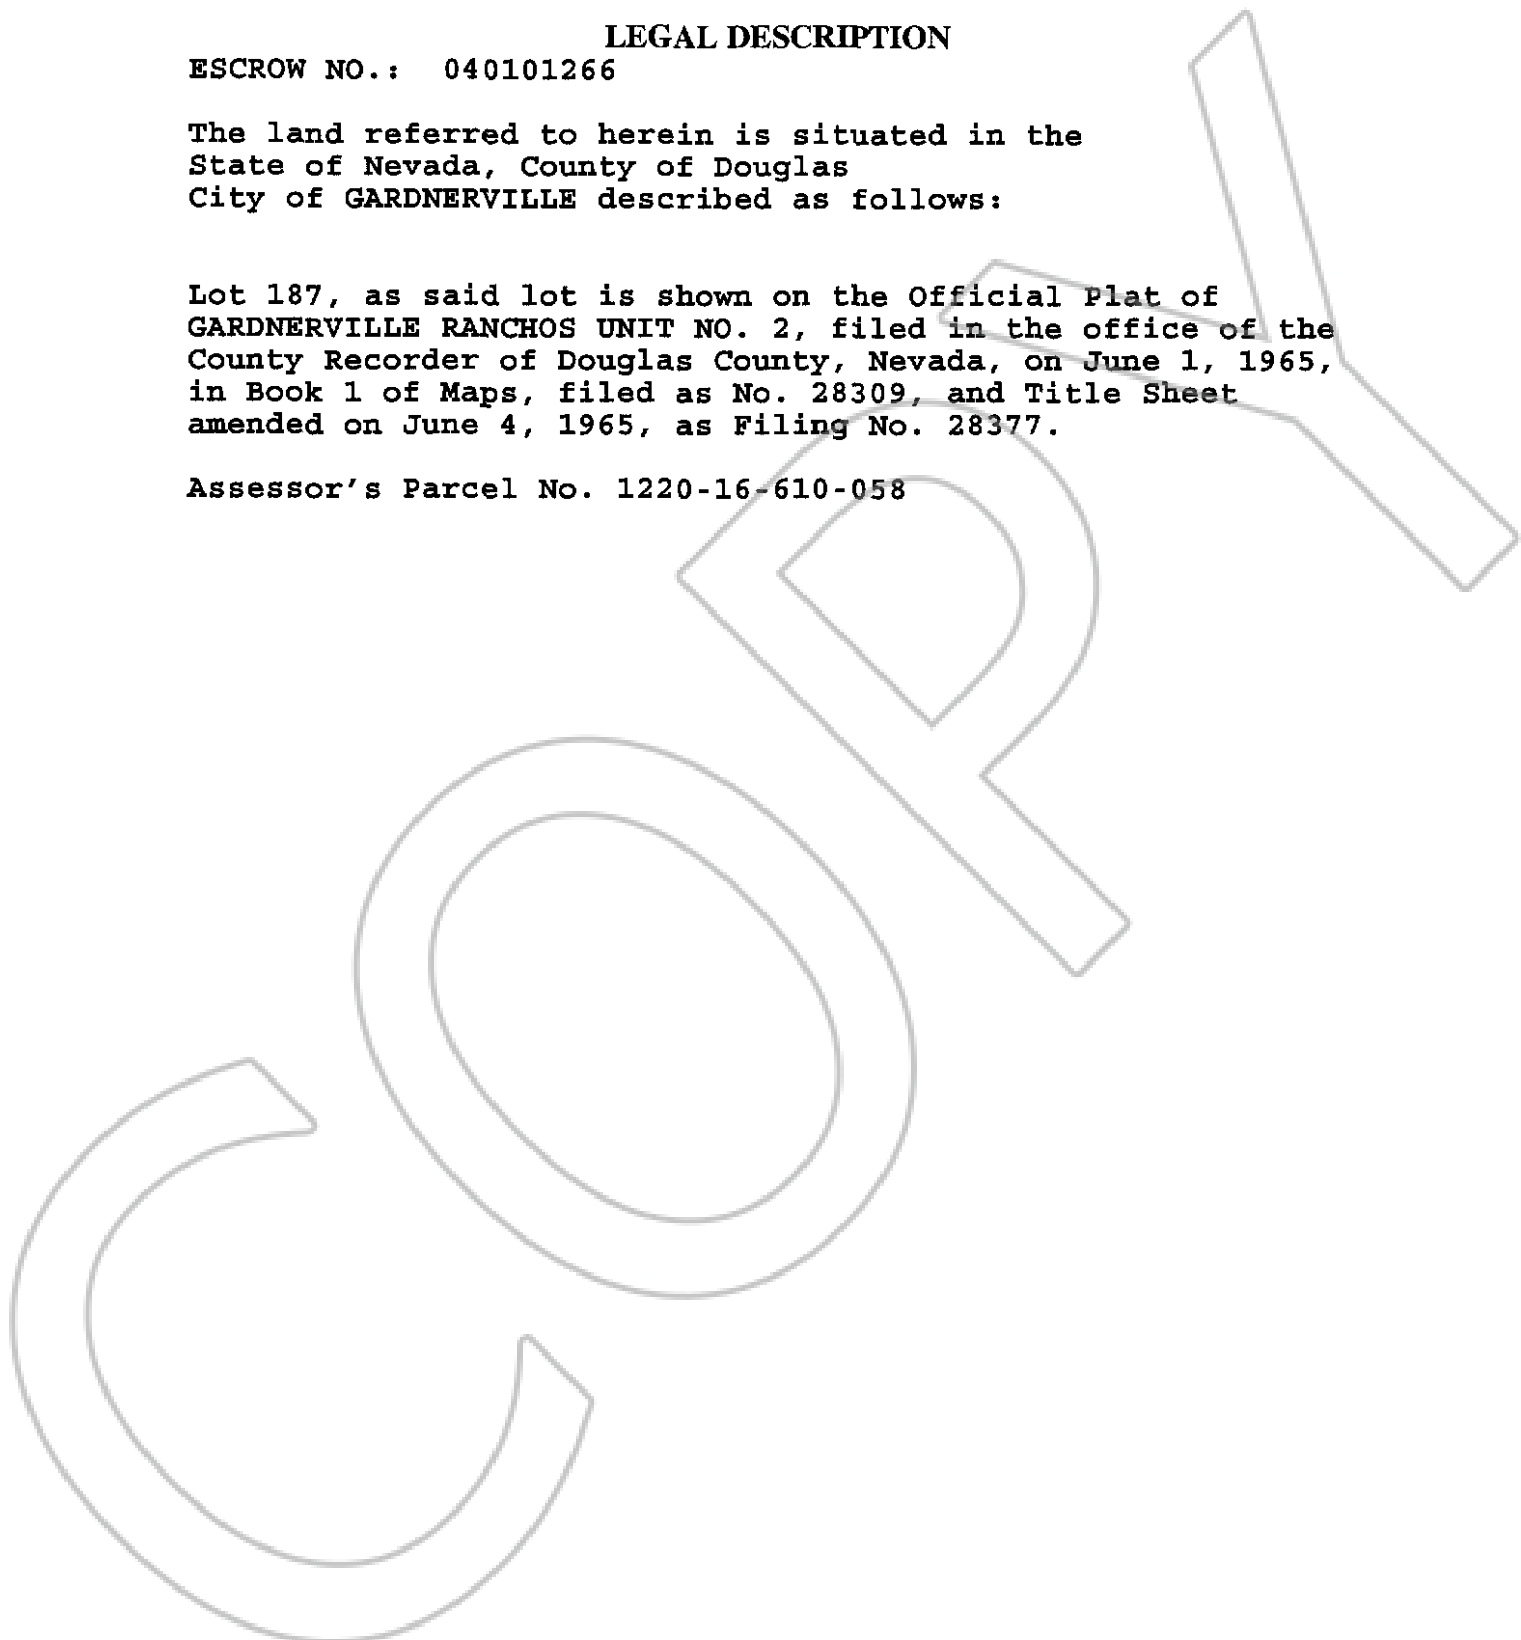 LEGAL DESCRIPTION
ESCROW NO.: 040101266
The land referred to herein is situated in the
State of Nevada, County of Douglas
City of GARDNERVILLE described as follows:
Lot 187, as said lot is shown on the Official Plat of
GARDNERVILLE RANCHOS UNIT NO. 2, filed in the office of the
County Recorder of Douglas County, Nevada, on June 1, 1965,
in Book 1 of Maps, filed as No. 28309, and Title Sheet
amended on June 4, 1965, as Filing No. 28377.
Assessor's Parcel No. 1220-16-610-058
COPY